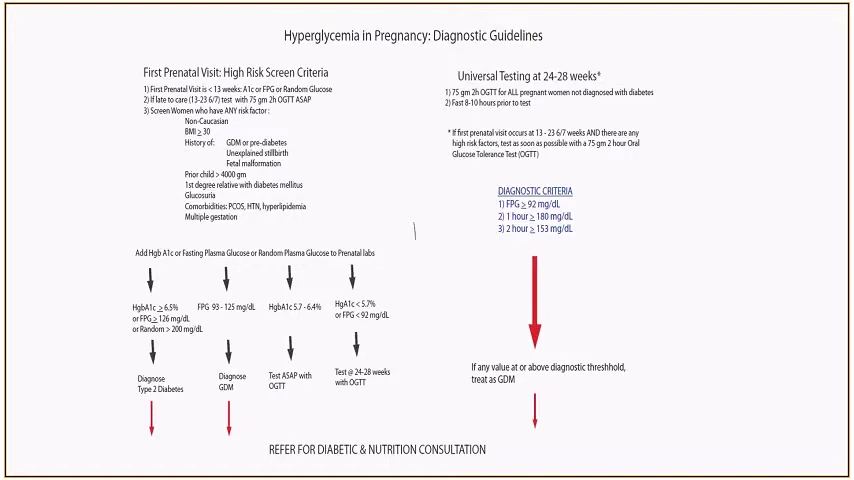 Hyperglycemia in Pregnancy: Diagnostic Guidelines
First Prenatal Visit: High Risk Screen Criteria
1) First Prenatal Visit is < 13 weeks: A1c or FPG or Random Glucose
2) If late to care (13-23 6/7) test with 75 gm 2h OGTT ASAP
3) Screen Women who have ANY risk factor :
Non-Caucasian
BMI ≥ 30
History of: GDM or pre-diabetes
Unexplained stillbirth
Fetal malformation
Prior child > 4000 gm
1st degree relative with diabetes mellitus
Glucosuria
Comorbidities: PCOS, HTN, hyperlipidemia
Multiple gestation
Add Hgb A1c or Fasting Plasma Glucose or Random Plasma Glucose to Prenatal labs
HgbA1c ≥ 6.5%
or FPG ≥ 126 mg/dL
or Random > 200 mg/dL
Diagnose
Type 2 Diabetes
FPG 93 - 125 mg/dL
Diagnose
GDM
HgbA1c 5.7 - 6.4%
Test ASAP with
OGTT
HgA1c < 5.7%
or FPG < 92 mg/dL
Test @ 24-28 weeks
with OGTT
Universal Testing at 24-28 weeks*
1) 75 gm 2h OGTT for ALL pregnant women not diagnosed with diabetes
2) Fast 8-10 hours prior to test
* If first prenatal visit occurs at 13 - 23 6/7 weeks AND there are any
high risk factors, test as soon as possible with a 75 gm 2 hour Oral
Glucose Tolerance Test (OGTT)
DIAGNOSTIC CRITERIA
1) FPG ≥ 92 mg/dL
2) 1 hour ≥ 180 mg/dL
3) 2 hour ≥ 153 mg/dL
If any value at or above diagnostic threshhold,
treat as GDM
REFER FOR DIABETIC & NUTRITION CONSULTATION